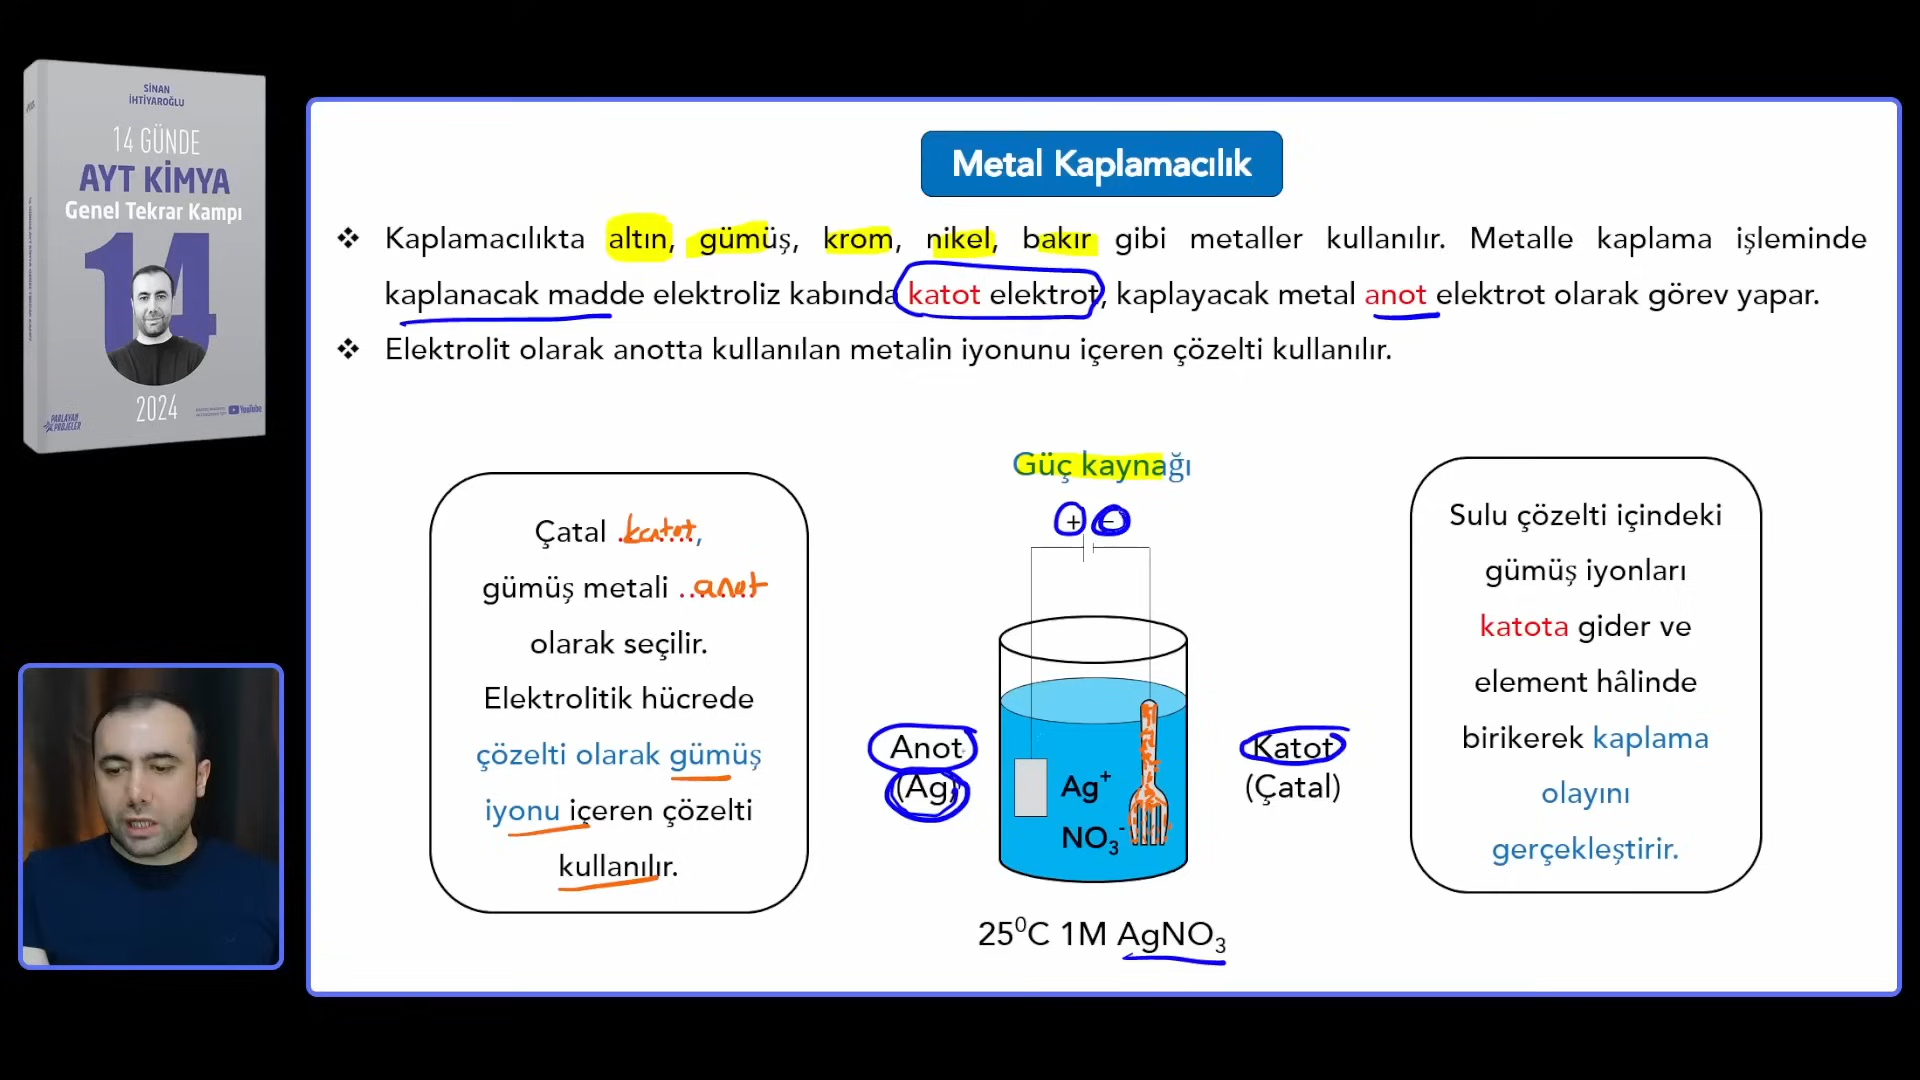 SİNAN
İHTİYAROĞLU
14 GÜNDE
AYT KİMYA
Genel Tekrar Kampı
14
2024
PARLAYAN
PROJELER
YouTube
Metal Kaplamacılık
❖ Kaplamacılıkta altın, gümüş, krom, nikel, bakır gibi metaller kullanılır. Metalle kaplama işleminde
kaplanacak madde elektroliz kabında katot elektrot, kaplayacak metal anot elektrot olarak görev yapar.
❖ Elektrolit olarak anotta kullanılan metalin iyonunu içeren çözelti kullanılır.
Çatal katot,
gümüş metali ..anot
olarak seçilir.
Elektrolitik hücrede
çözelti olarak gümüş
iyonu içeren çözelti
kullanılır.
Güç kaynağı
+ −
Anot
(Ag)
Ag⁺
NO₃⁻
Katot
(Çatal)
25⁰C 1M AgNO₃
Sulu çözelti içindeki
gümüş iyonları
katota gider ve
element hâlinde
birikerek kaplama
olayını
gerçekleştirir.